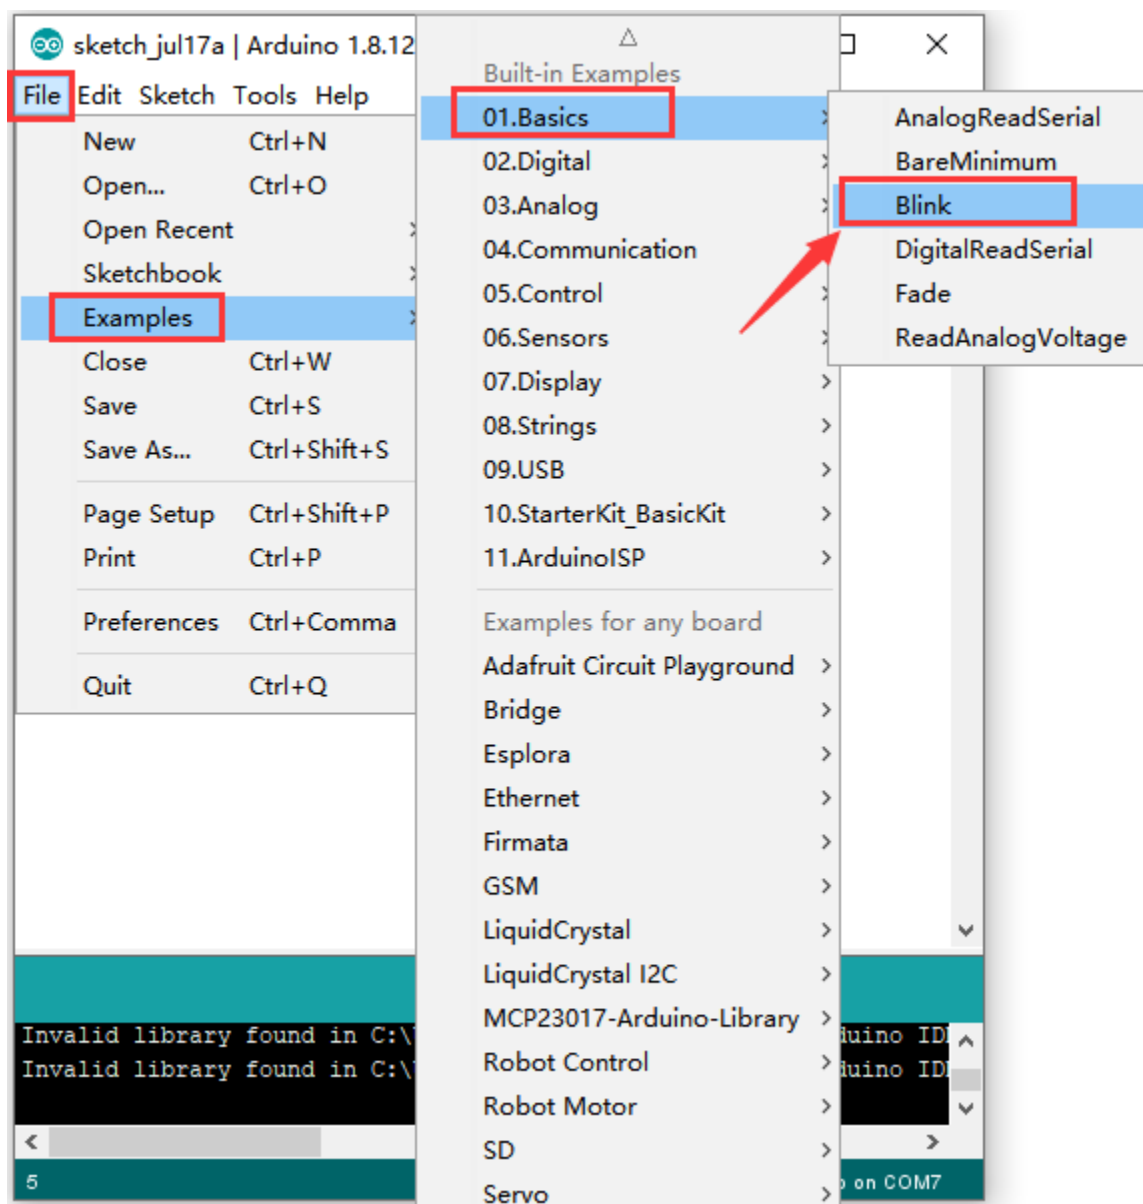 sketch_jul17a | Arduino 1.8.12
File Edit Sketch Tools Help
New Ctrl+N
Open... Ctrl+O
Open Recent
Sketchbook
Examples
Close Ctrl+W
Save Ctrl+S
Save As... Ctrl+Shift+S
Page Setup Ctrl+Shift+P
Print Ctrl+P
Preferences Ctrl+Comma
Quit Ctrl+Q
Built-in Examples
01.Basics
02.Digital
03.Analog
04.Communication
05.Control
06.Sensors
07.Display
08.Strings
09.USB
10.StarterKit_BasicKit
11.ArduinoISP
Examples for any board
Adafruit Circuit Playground
Bridge
Esplora
Ethernet
Firmata
GSM
LiquidCrystal
LiquidCrystal I2C
MCP23017-Arduino-Library
Robot Control
Robot Motor
SD
Servo
AnalogReadSerial
BareMinimum
Blink
DigitalReadSerial
Fade
ReadAnalogVoltage
Invalid library found in C:\
Invalid library found in C:\
5 on COM7